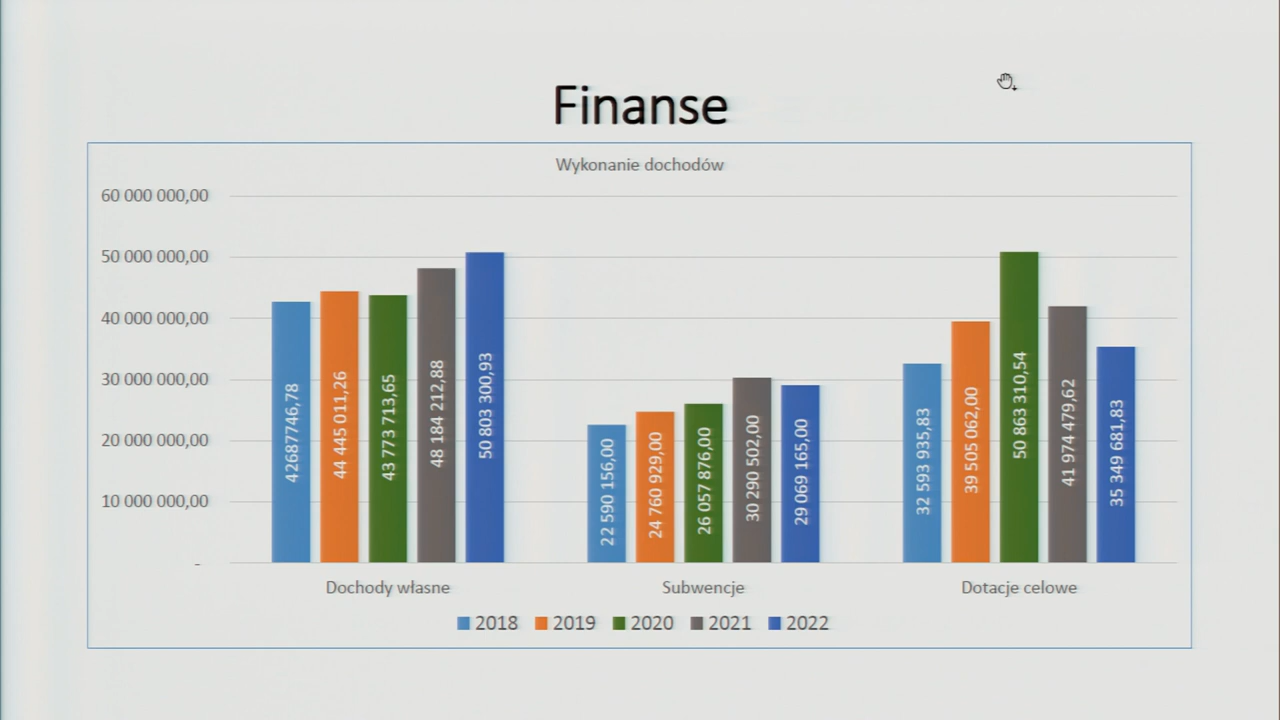 Finanse
Wykonanie dochodów
60 000 000,00
50 000 000,00
40 000 000,00
30 000 000,00
20 000 000,00
10 000 000,00
-
42687746,78
44 445 011,26
43 773 713,65
48 184 212,88
50 803 300,93
22 590 156,00
24 760 929,00
26 057 876,00
30 290 502,00
29 069 165,00
32 593 935,83
39 505 062,00
50 863 310,54
41 974 479,62
35 349 681,83
Dochody własne Subwencje Dotacje celowe
2018 2019 2020 2021 2022